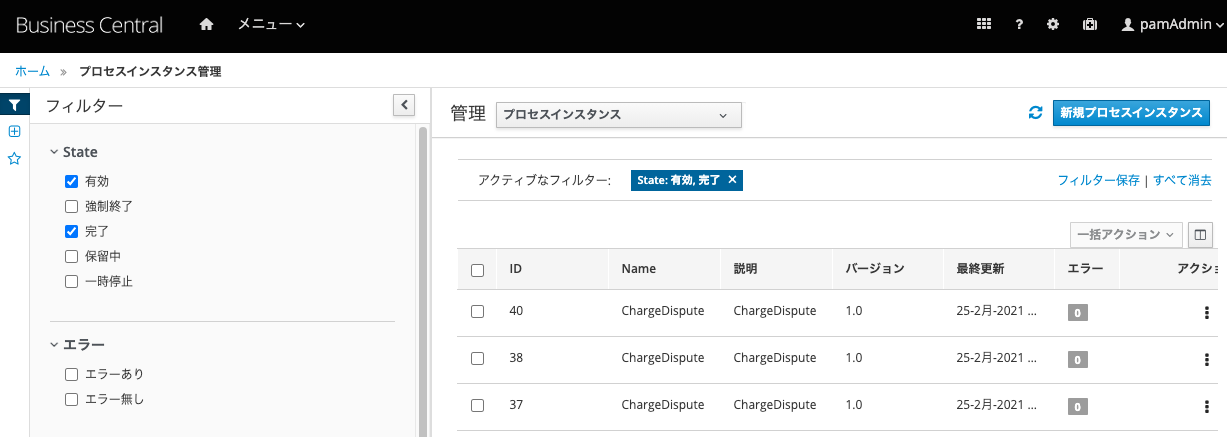 Business Central メニュー ? pamAdmin
ホーム » プロセスインスタンス管理
フィルター
State
有効
強制終了
完了
保留中
一時停止
エラー
エラーあり
エラー無し
管理 プロセスインスタンス 新規プロセスインスタンス
アクティブなフィルター: State: 有効, 完了 × フィルター保存 | すべて消去
一括アクション
ID Name 説明 バージョン 最終更新 エラー アクショ
40 ChargeDispute ChargeDispute 1.0 25-2月-2021 ... 0
38 ChargeDispute ChargeDispute 1.0 25-2月-2021 ... 0
37 ChargeDispute ChargeDispute 1.0 25-2月-2021 ... 0